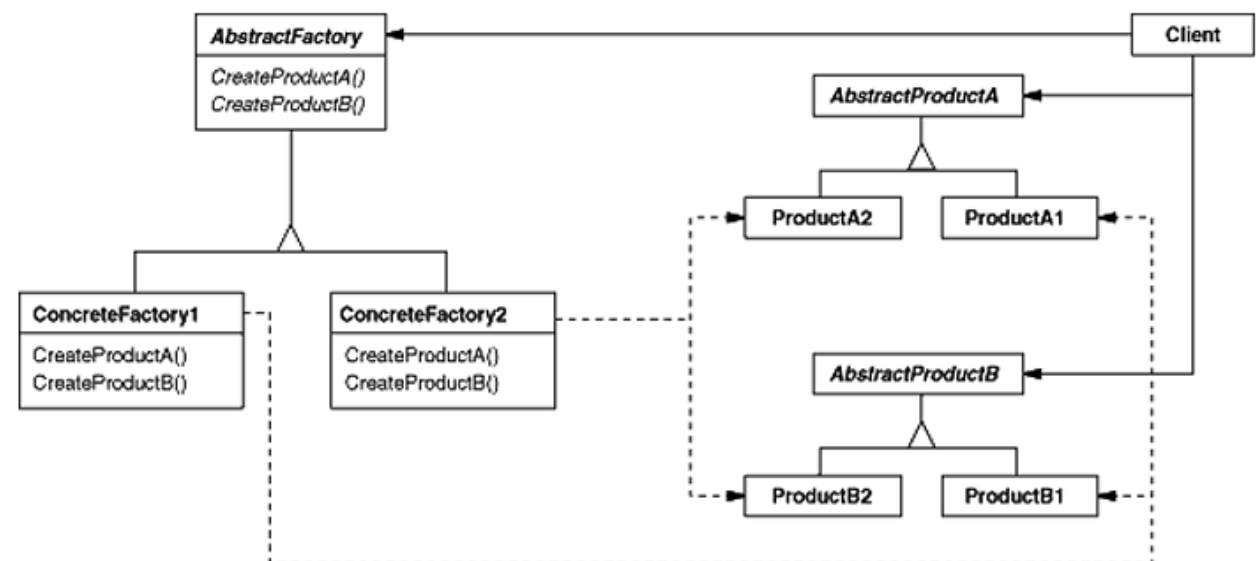 AbstractFactory
CreateProductA()
CreateProductB()
Client
AbstractProductA
ProductA2
ProductA1
ConcreteFactory1
CreateProductA()
CreateProductB()
ConcreteFactory2
CreateProductA()
CreateProductB()
AbstractProductB
ProductB2
ProductB1